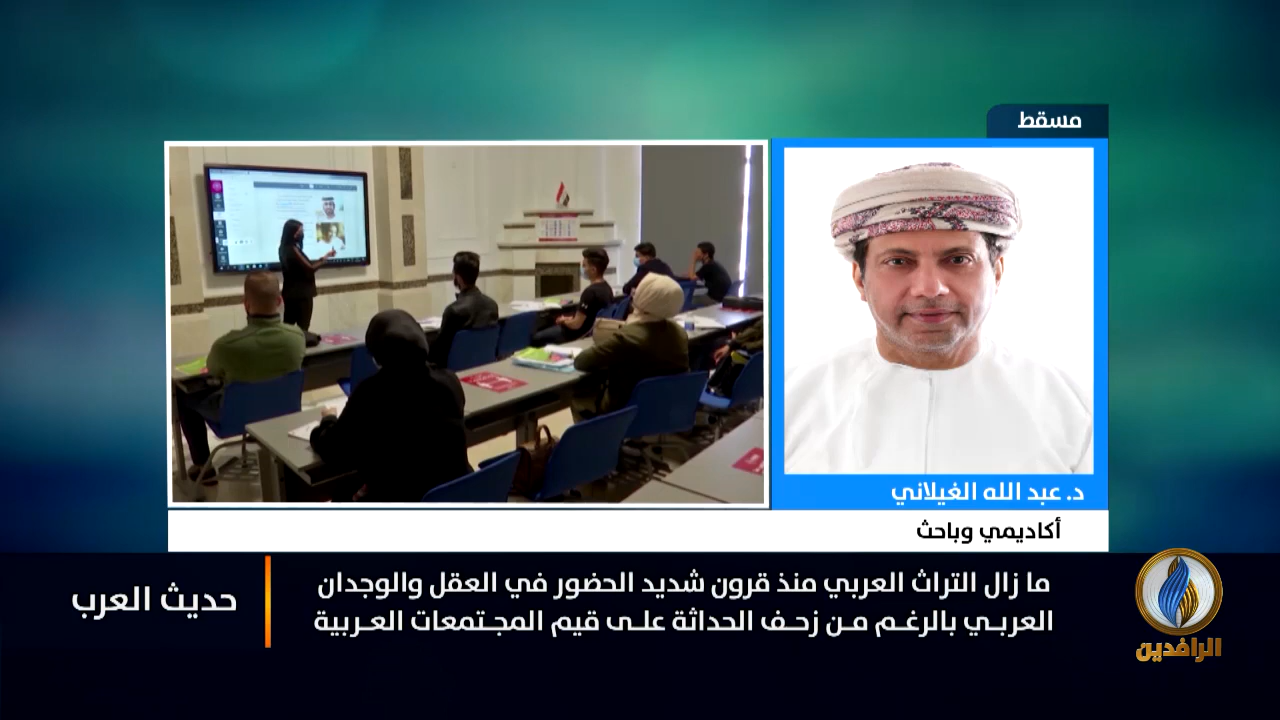 مسقط
د. عبد الله الغيلاني
أكاديمي وباحث
ما زال التراث العربي منذ قرون شديد الحضور في العقل والوجدان
العربي بالرغم من زحف الحداثة على قيم المجتمعات العربية
حديث العرب
الرافدين